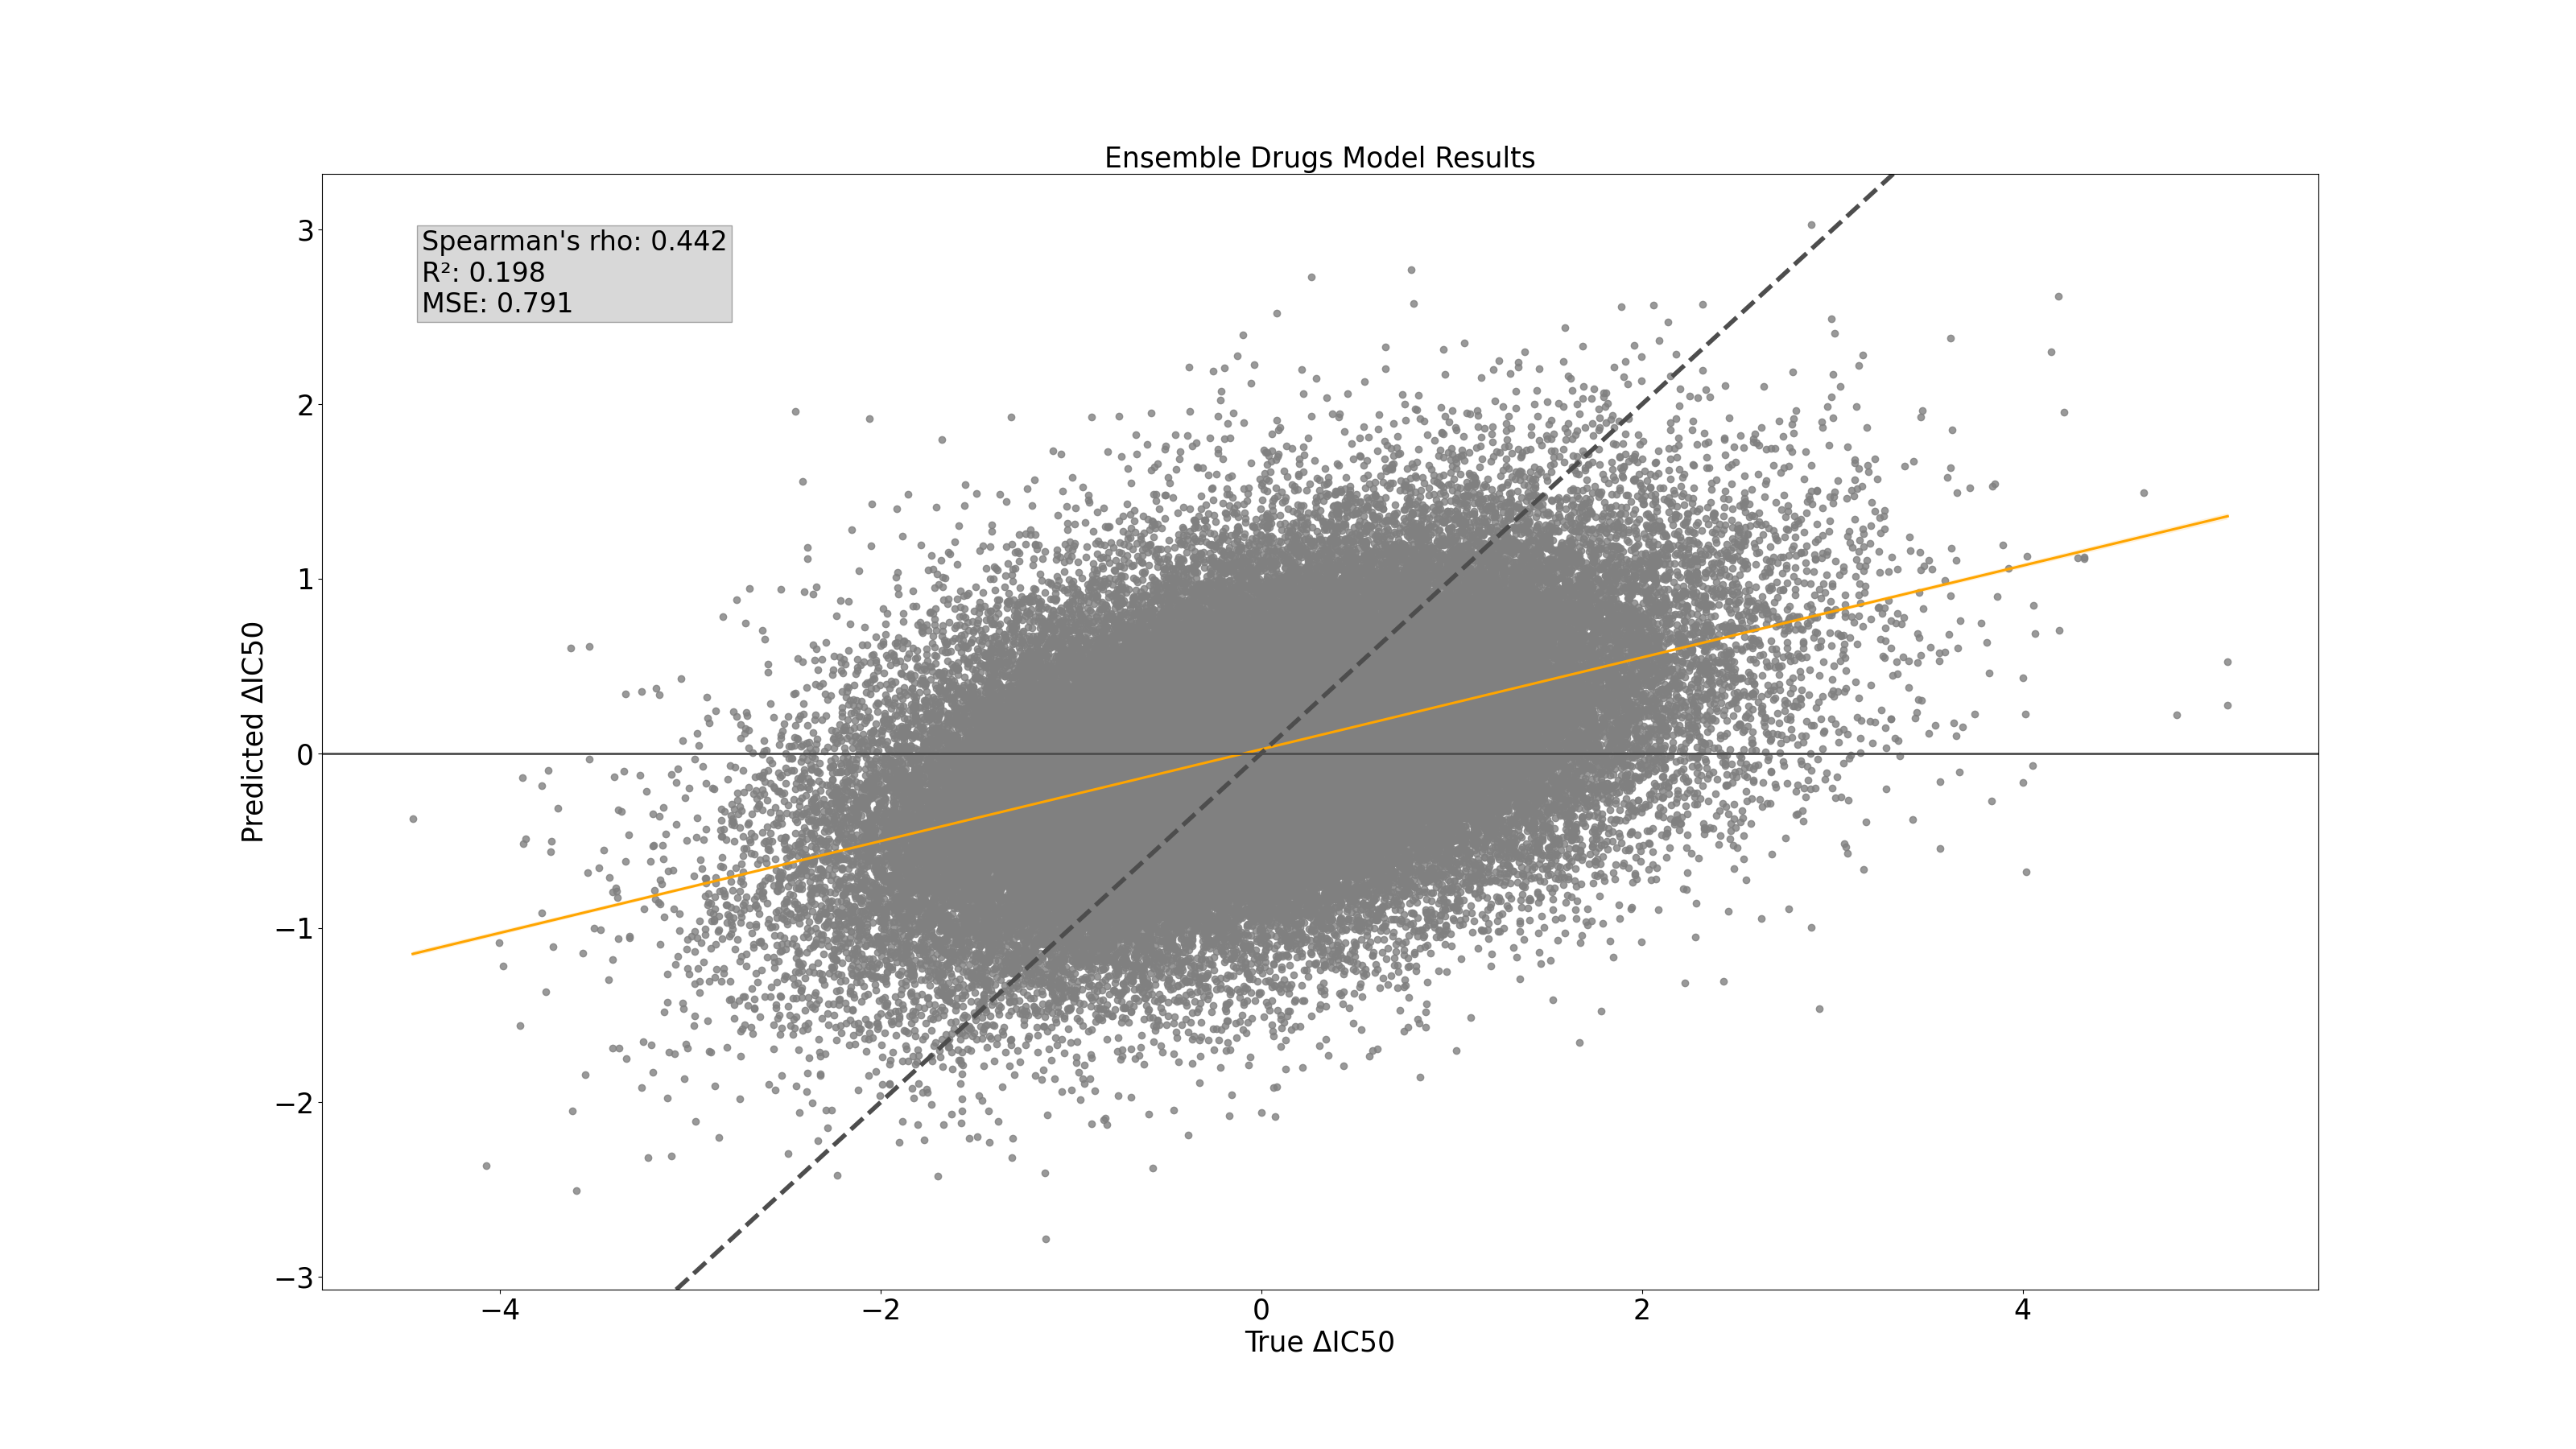 Ensemble Drugs Model Results
Spearman's rho: 0.442
R²: 0.198
MSE: 0.791
Predicted ΔIC50
3
2
1
0
−1
−2
−3
−4
−2
0
2
4
True ΔIC50